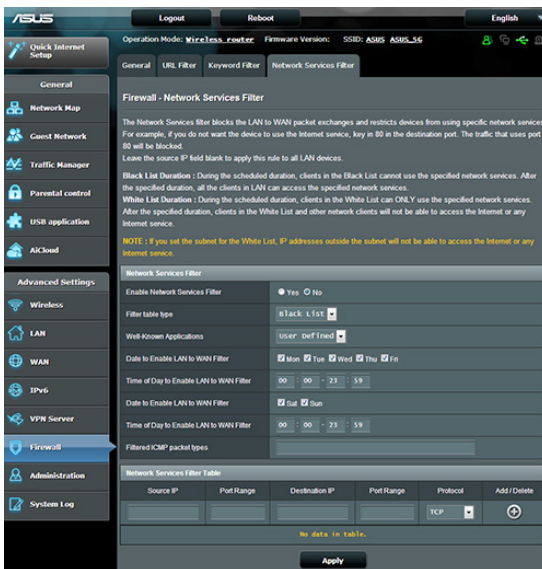 ASUS
Logout
Reboot
English
Quick Internet
Setup
Operation Mode: Wireless router Firmware Version: SSID: ASUS ASUS_5G
General
URL Filter
Keyword Filter
Network Services Filter
General
Network Map
Guest Network
Traffic Manager
Parental control
USB application
AiCloud
Advanced Settings
Wireless
LAN
WAN
IPv6
VPN Server
Firewall
Administration
System Log
Firewall - Network Services Filter
The Network Services filter blocks the LAN to WAN packet exchanges and restricts devices from using specific network services.
For example, if you do not want the device to use the Internet service, key in 80 in the destination port. The traffic that uses port
80 will be blocked.
Leave the source IP field blank to apply this rule to all LAN devices.
Black List Duration : During the scheduled duration, clients in the Black List cannot use the specified network services. After
the specified duration, all the clients in LAN can access the specified network services.
White List Duration : During the scheduled duration, clients in the White List can ONLY use the specified network services.
After the specified duration, clients in the White List and other network clients will not be able to access the Internet or any
Internet service.
NOTE : If you set the subnet for the White List, IP addresses outside the subnet will not be able to access the Internet or any
Internet service.
Network Services Filter
Enable Network Services Filter Yes No
Filter table type Black List
Well-Known Applications User Defined
Date to Enable LAN to WAN Filter Mon Tue Wed Thu Fri
Time of Day to Enable LAN to WAN Filter 00 : 00 - 23 : 59
Date to Enable LAN to WAN Filter Sat Sun
Time of Day to Enable LAN to WAN Filter 00 : 00 - 23 : 59
Filtered ICMP packet types
Network Services Filter Table
Source IP Port Range Destination IP Port Range Protocol Add / Delete
TCP
No data in table.
Apply